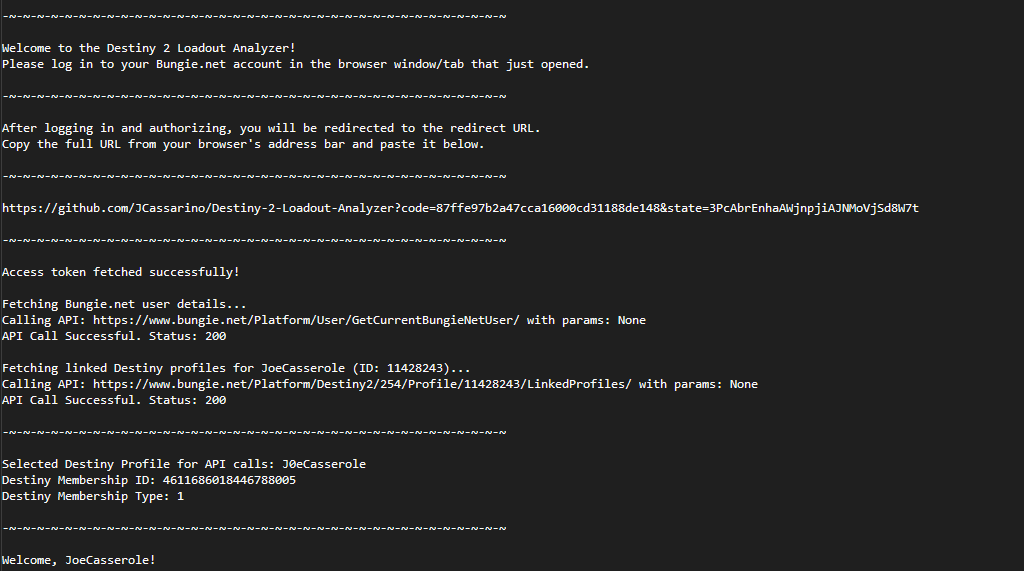 -~-~-~-~-~-~-~-~-~-~-~-~-~-~-~-~-~-~-~-~-~-~-~-~-~-~-~-~-~-~-~-~-~-~-~-~
Welcome to the Destiny 2 Loadout Analyzer!
Please log in to your Bungie.net account in the browser window/tab that just opened.
-~-~-~-~-~-~-~-~-~-~-~-~-~-~-~-~-~-~-~-~-~-~-~-~-~-~-~-~-~-~-~-~-~-~-~-~
After logging in and authorizing, you will be redirected to the redirect URL.
Copy the full URL from your browser's address bar and paste it below.
-~-~-~-~-~-~-~-~-~-~-~-~-~-~-~-~-~-~-~-~-~-~-~-~-~-~-~-~-~-~-~-~-~-~-~-~
https://github.com/JCassarino/Destiny-2-Loadout-Analyzer?code=87ffe97b2a47cca16000cd31188de148&state=3PcAbrEnhaAWjnpjiAJNMoVjSd8W7t
-~-~-~-~-~-~-~-~-~-~-~-~-~-~-~-~-~-~-~-~-~-~-~-~-~-~-~-~-~-~-~-~-~-~-~-~
Access token fetched successfully!
Fetching Bungie.net user details...
Calling API: https://www.bungie.net/Platform/User/GetCurrentBungieNetUser/ with params: None
API Call Successful. Status: 200
Fetching linked Destiny profiles for JoeCasserole (ID: 11428243)...
Calling API: https://www.bungie.net/Platform/Destiny2/254/Profile/11428243/LinkedProfiles/ with params: None
API Call Successful. Status: 200
-~-~-~-~-~-~-~-~-~-~-~-~-~-~-~-~-~-~-~-~-~-~-~-~-~-~-~-~-~-~-~-~-~-~-~-~
Selected Destiny Profile for API calls: J0eCasserole
Destiny Membership ID: 4611686018446788005
Destiny Membership Type: 1
-~-~-~-~-~-~-~-~-~-~-~-~-~-~-~-~-~-~-~-~-~-~-~-~-~-~-~-~-~-~-~-~-~-~-~-~
Welcome, JoeCasserole!